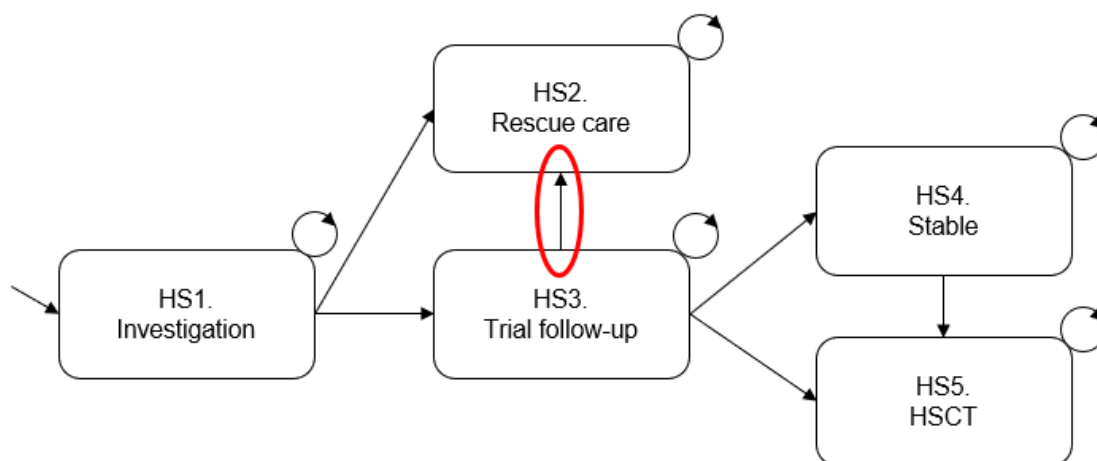 HS2.
Rescue care
HS4.
Stable
HS1.
Investigation
HS3.
Trial follow-up
HS5.
HSCT